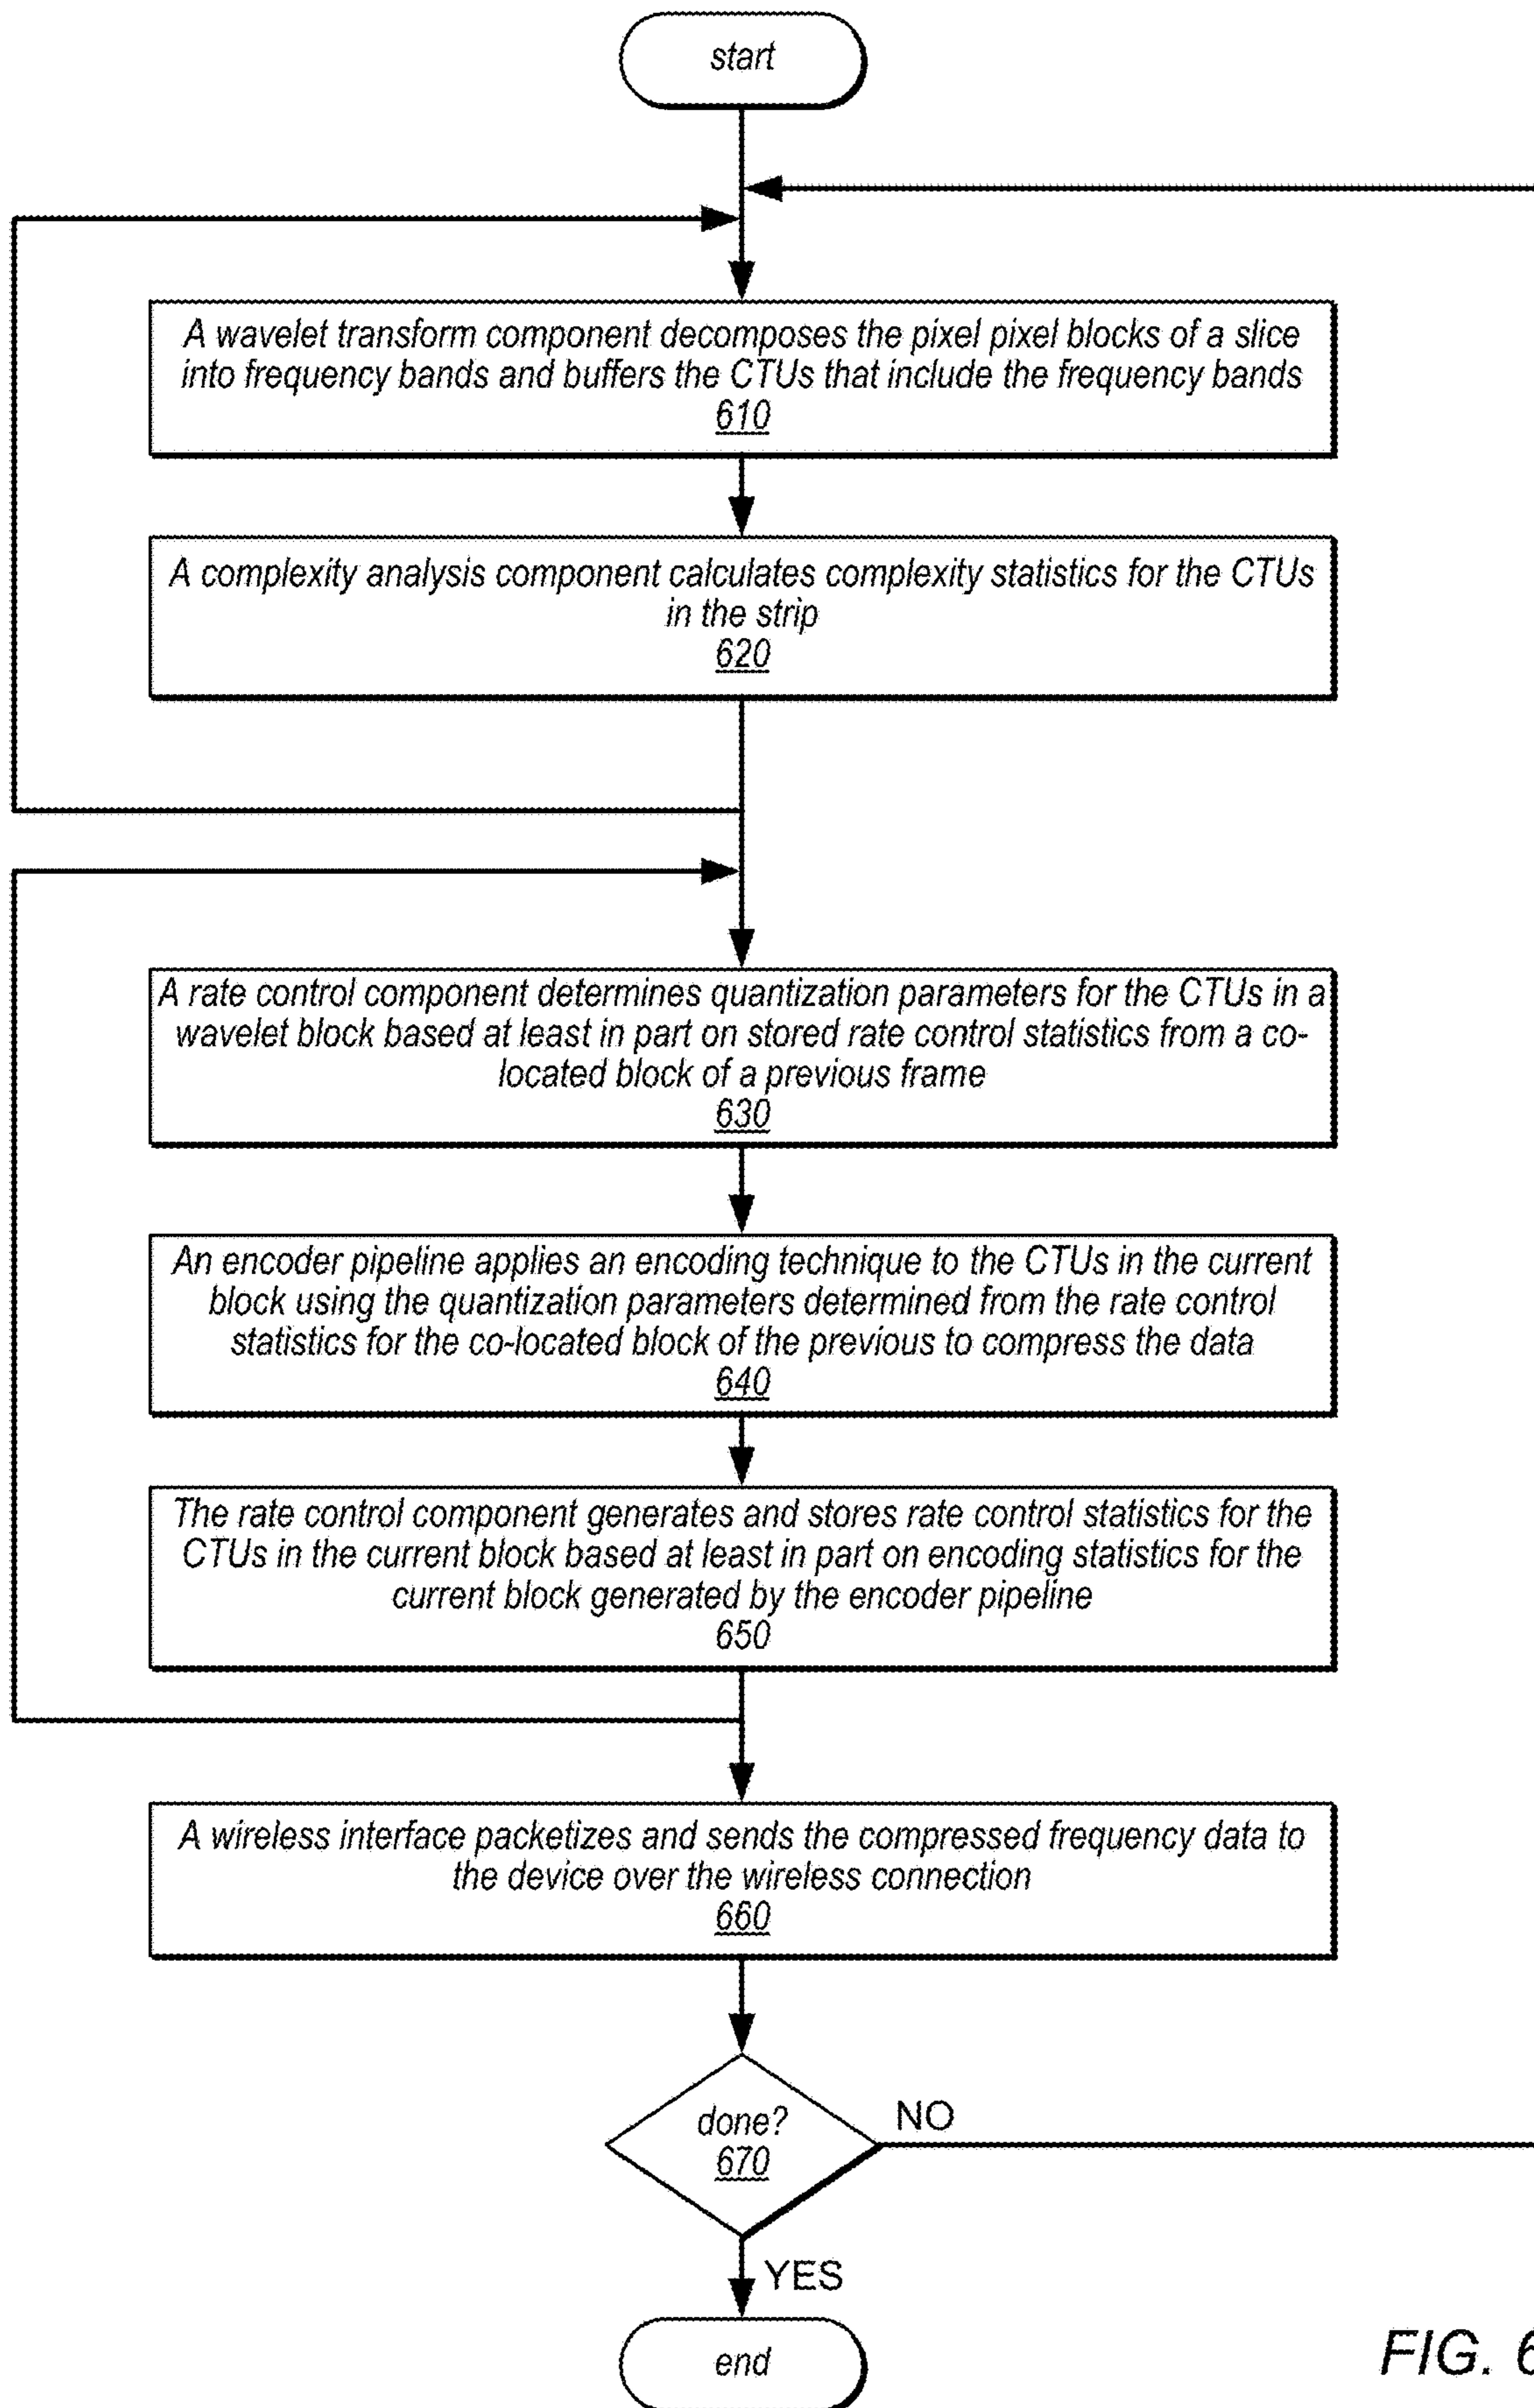 start
A wavelet transform component decomposes the pixel pixel blocks of a slice
into frequency bands and buffers the CTUs that include the frequency bands
610
A complexity analysis component calculates complexity statistics for the CTUs
in the strip
620
A rate control component determines quantization parameters for the CTUs in a
wavelet block based at least in part on stored rate control statistics from a co-
located block of a previous frame
630
An encoder pipeline applies an encoding technique to the CTUs in the current
block using the quantization parameters determined from the rate control
statistics for the co-located block of the previous to compress the data
640
The rate control component generates and stores rate control statistics for the
CTUs in the current block based at least in part on encoding statistics for the
current block generated by the encoder pipeline
650
A wireless interface packetizes and sends the compressed frequency data to
the device over the wireless connection
660
done?
670
NO
YES
end
FIG. 6